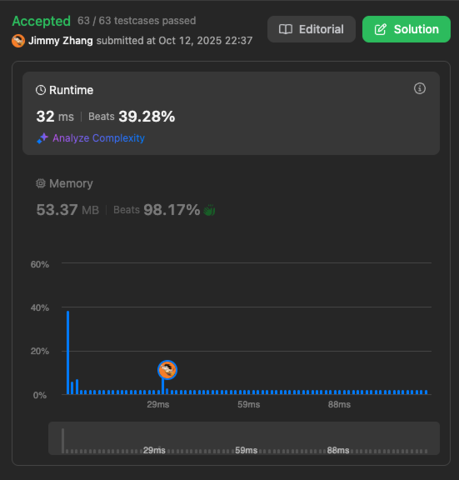 Accepted 63 / 63 testcases passed
Jimmy Zhang submitted at Oct 12, 2025 22:37
Editorial
Solution
Runtime
32 ms | Beats 39.28%
Analyze Complexity
Memory
53.37 MB | Beats 98.17%
60%
40%
20%
0%
29ms 59ms 88ms
29ms 59ms 88ms